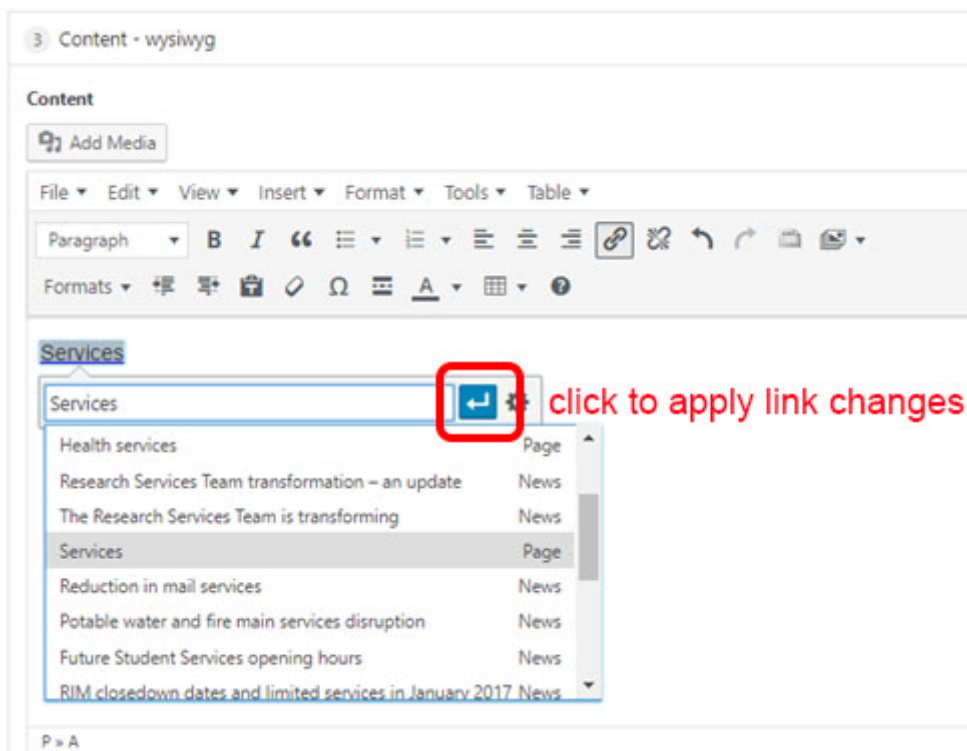 3 Content - wysiwyg
Content
Add Media
File Edit View Insert Format Tools Table
Paragraph B I
Formats Ω A
Services
Services click to apply link changes
Health services Page
Research Services Team transformation – an update News
The Research Services Team is transforming News
Services Page
Reduction in mail services News
Potable water and fire main services disruption News
Future Student Services opening hours News
RIM closedown dates and limited services in January 2017 News
P » A